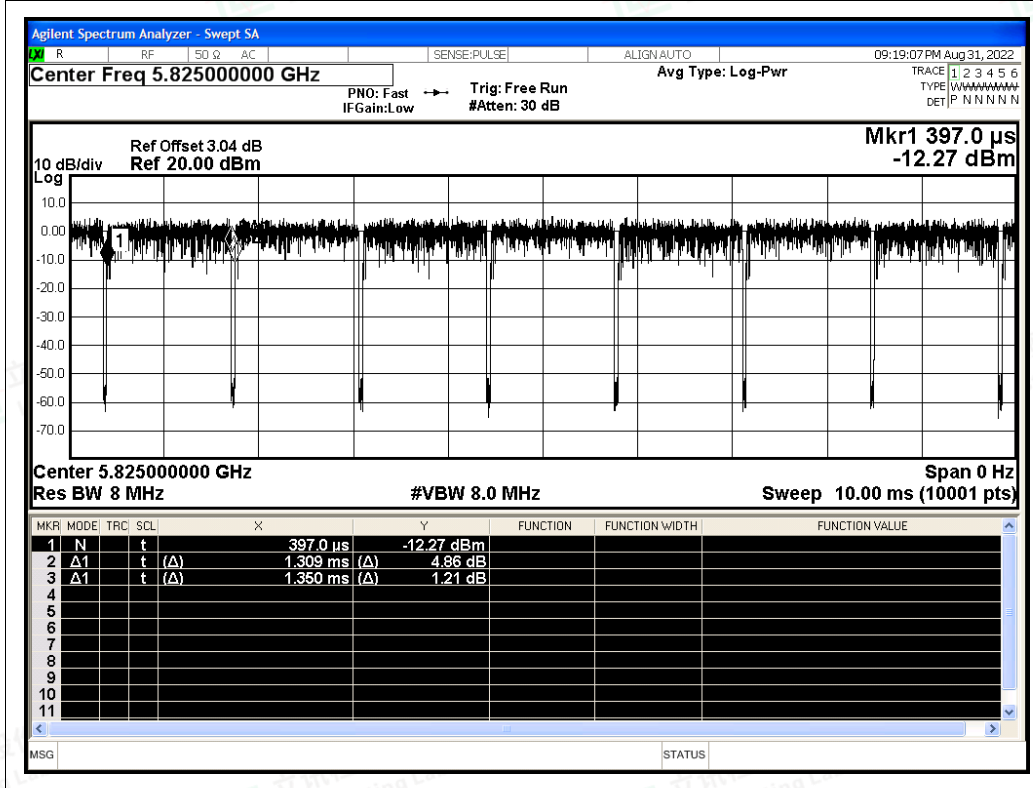 Agilent Spectrum Analyzer - Swept SA
LXI R RF 50 Ω AC SENSE:PULSE ALIGN AUTO 09:19:07 PM Aug 31, 2022
Center Freq 5.825000000 GHz
PNO: Fast
IFGain:Low
Trig: Free Run
#Atten: 30 dB
Avg Type: Log-Pwr
TRACE 1 2 3 4 5 6
TYPE W
DET P N N N N N
Mkr1 397.0 µs
-12.27 dBm
Ref Offset 3.04 dB
10 dB/div Ref 20.00 dBm
Log
10.0
0.00
-10.0
-20.0
-30.0
-40.0
-50.0
-60.0
-70.0
1
Center 5.825000000 GHz Span 0 Hz
Res BW 8 MHz #VBW 8.0 MHz Sweep 10.00 ms (10001 pts)
MKR MODE TRC SCL X Y FUNCTION FUNCTION WIDTH FUNCTION VALUE
1 N t 397.0 µs -12.27 dBm
2 Δ1 t (Δ) 1.309 ms (Δ) 4.86 dB
3 Δ1 t (Δ) 1.350 ms (Δ) 1.21 dB
4
5
6
7
8
9
10
11
MSG STATUS